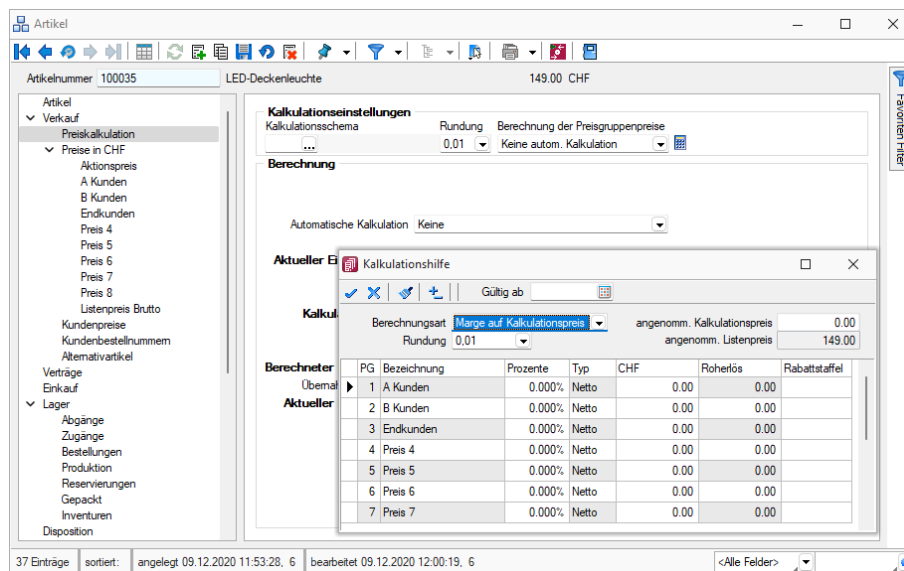 Artikel
Artikelnummer 100035 LED-Deckenleuchte 149.00 CHF
Favoriten Filter
Artikel
Verkauf
Preiskalkulation
Preise in CHF
Aktionspreis
A Kunden
B Kunden
Endkunden
Preis 4
Preis 5
Preis 6
Preis 7
Preis 8
Listenpreis Brutto
Kundenpreise
Kundenbestellnummern
Alternativartikel
Verträge
Einkauf
Lager
Abgänge
Zugänge
Bestellungen
Produktion
Reservierungen
Gepackt
Inventuren
Disposition
Kalkulationseinstellungen
Kalkulationsschema Rundung Berechnung der Preisgruppenpreise
... 0,01 Keine autom. Kalkulation
Berechnung
Automatische Kalkulation Keine
Aktueller Ei
Kalkul
Berechneter
Übernah
Aktueller
Kalkulationshilfe
Gültig ab
Berechnungsart Marge auf Kalkulationspreis angenomm. Kalkulationspreis 0.00
Rundung 0,01 angenomm. Listenpreis 149.00
PG Bezeichnung Prozente Typ CHF Roherlös Rabattstaffel
1 A Kunden 0.000% Netto 0.00 0.00
2 B Kunden 0.000% Netto 0.00 0.00
3 Endkunden 0.000% Netto 0.00 0.00
4 Preis 4 0.000% Netto 0.00 0.00
5 Preis 5 0.000% Netto 0.00 0.00
6 Preis 6 0.000% Netto 0.00 0.00
7 Preis 7 0.000% Netto 0.00 0.00
37 Einträge sortiert: angelegt 09.12.2020 11:53:28, 6 bearbeitet 09.12.2020 12:00:19, 6 <Alle Felder>